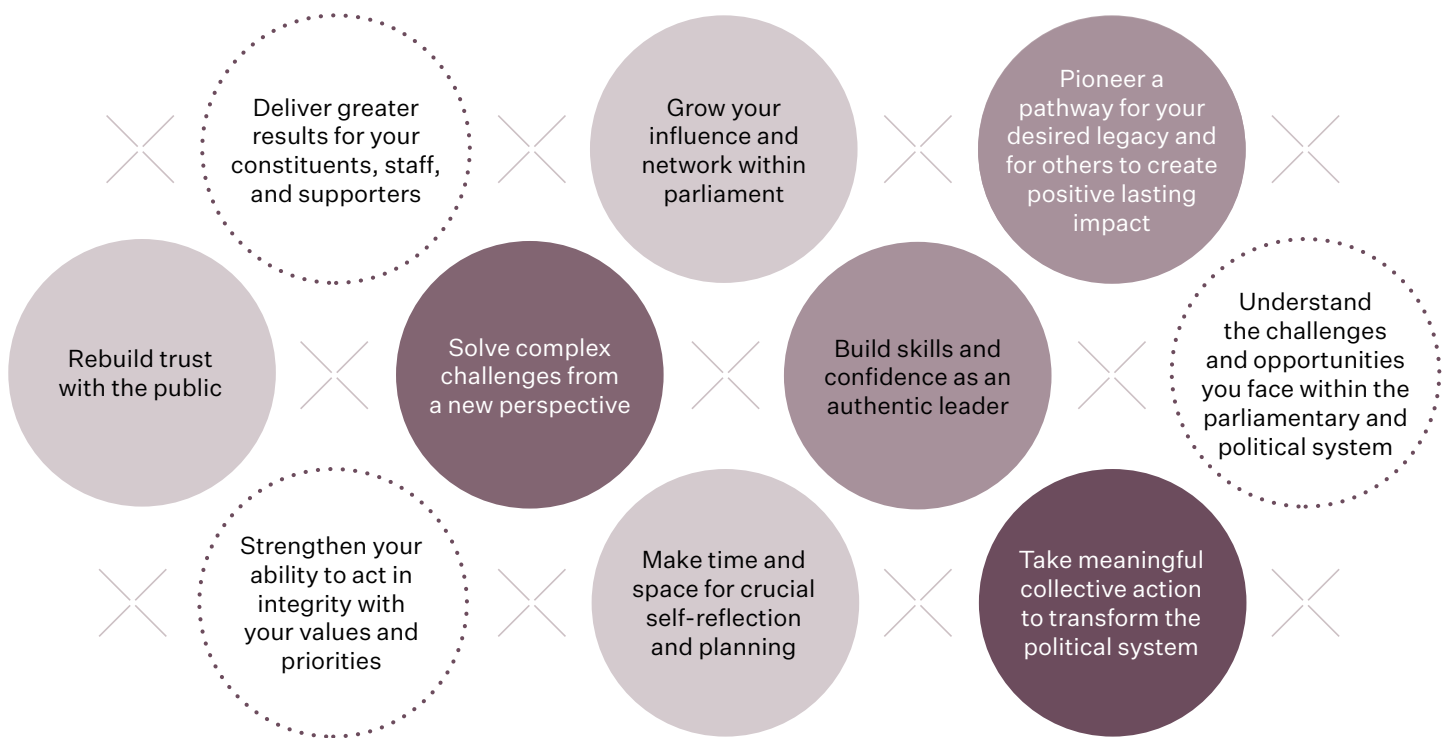 Deliver greater
results for your
constituents, staff,
and supporters
Grow your
influence and
network within
parliament
Pioneer a
pathway for your
desired legacy and
for others to create
positive lasting
impact
Rebuild trust
with the public
Solve complex
challenges from
a new perspective
Build skills and
confidence as an
authentic leader
Understand
the challenges
and opportunities
you face within the
parliamentary and
political system
Strengthen your
ability to act in
integrity with
your values and
priorities
Make time and
space for crucial
self-reflection
and planning
Take meaningful
collective action
to transform the
political system